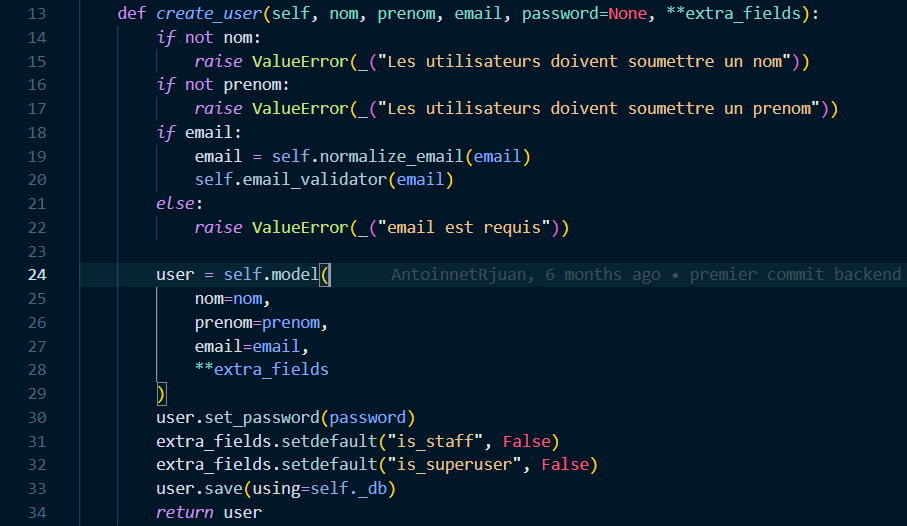 13 def create_user(self, nom, prenom, email, password=None, **extra_fields):
14 if not nom:
15 raise ValueError(_("Les utilisateurs doivent soumettre un nom"))
16 if not prenom:
17 raise ValueError(_("Les utilisateurs doivent soumettre un prenom"))
18 if email:
19 email = self.normalize_email(email)
20 self.email_validator(email)
21 else:
22 raise ValueError(_("email est requis"))
23
24 user = self.model( AntoinnetRjuan, 6 months ago • premier commit backend
25 nom=nom,
26 prenom=prenom,
27 email=email,
28 **extra_fields
29 )
30 user.set_password(password)
31 extra_fields.setdefault("is_staff", False)
32 extra_fields.setdefault("is_superuser", False)
33 user.save(using=self._db)
34 return user